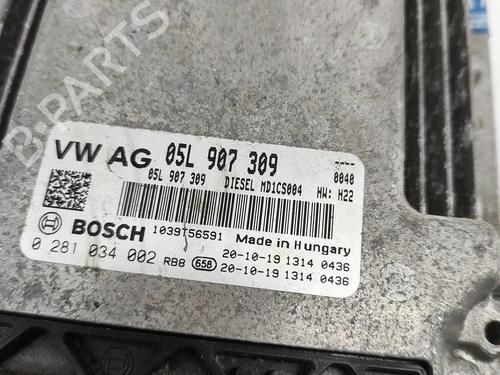 B-PARTS
VW AG 05L 907 309 ----
05L 907 309 DIESEL MD1CS004 0040
HW: H22
BOSCH 1039T56591 Made in Hungary
0 281 034 002 RB8 658 20-10-19 1314 0436
20-10-19 1314 0436
BOSCH